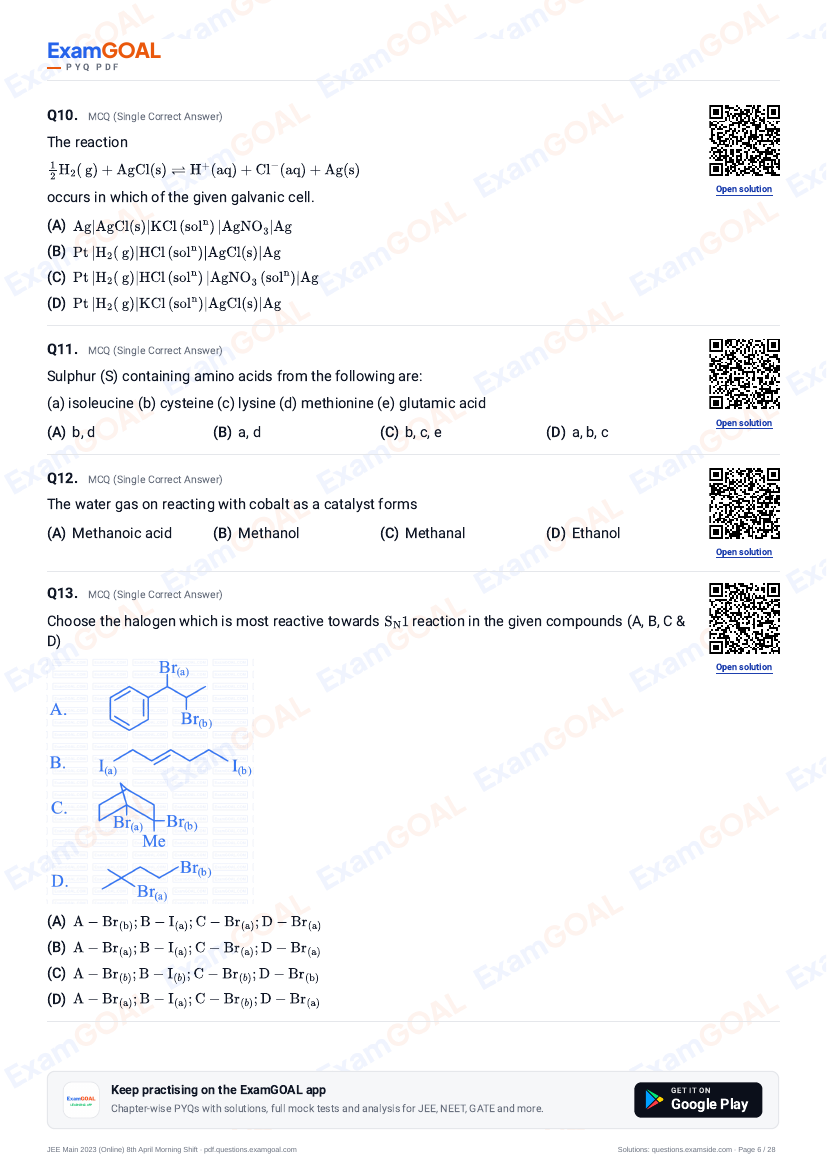 ExamGOAL
PYQ PDF
Q10. MCQ (Single Correct Answer)
Open solution
The reaction
½H₂( g) + AgCl(s) ⇌ H⁺(aq) + Cl⁻(aq) + Ag(s)
occurs in which of the given galvanic cell.
(A) Ag|AgCl(s)|KCl (solⁿ) |AgNO₃|Ag
(B) Pt |H₂( g)|HCl (solⁿ)|AgCl(s)|Ag
(C) Pt |H₂( g)|HCl (solⁿ) |AgNO₃ (solⁿ)|Ag
(D) Pt |H₂( g)|KCl (solⁿ)|AgCl(s)|Ag
Q11. MCQ (Single Correct Answer)
Open solution
Sulphur (S) containing amino acids from the following are:
(a) isoleucine (b) cysteine (c) lysine (d) methionine (e) glutamic acid
(A) b, d (B) a, d (C) b, c, e (D) a, b, c
Q12. MCQ (Single Correct Answer)
Open solution
The water gas on reacting with cobalt as a catalyst forms
(A) Methanoic acid (B) Methanol (C) Methanal (D) Ethanol
Q13. MCQ (Single Correct Answer)
Open solution
Choose the halogen which is most reactive towards S_N1 reaction in the given compounds (A, B, C &
D)
Br(a)
A.
Br(b)
B. I(a) I(b)
C.
Br(a) Br(b)
Me
Br(b)
D.
Br(a)
(A) A − Br(b); B − I(a); C − Br(a); D − Br(a)
(B) A − Br(a); B − I(a); C − Br(a); D − Br(a)
(C) A − Br(b); B − I(b); C − Br(b); D − Br(b)
(D) A − Br(a); B − I(a); C − Br(b); D − Br(a)
ExamGOAL
Keep practising on the ExamGOAL app
Chapter-wise PYQs with solutions, full mock tests and analysis for JEE, NEET, GATE and more.
GET IT ON
Google Play
JEE Main 2023 (Online) 8th April Morning Shift · pdf.questions.examgoal.com
Solutions: questions.examside.com · Page 6 / 28